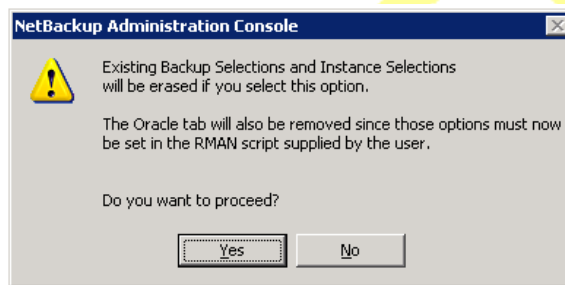 NetBackup Administration Console
Existing Backup Selections and Instance Selections
will be erased if you select this option.
The Oracle tab will also be removed since those options must now
be set in the RMAN script supplied by the user.
Do you want to proceed?
Yes
No